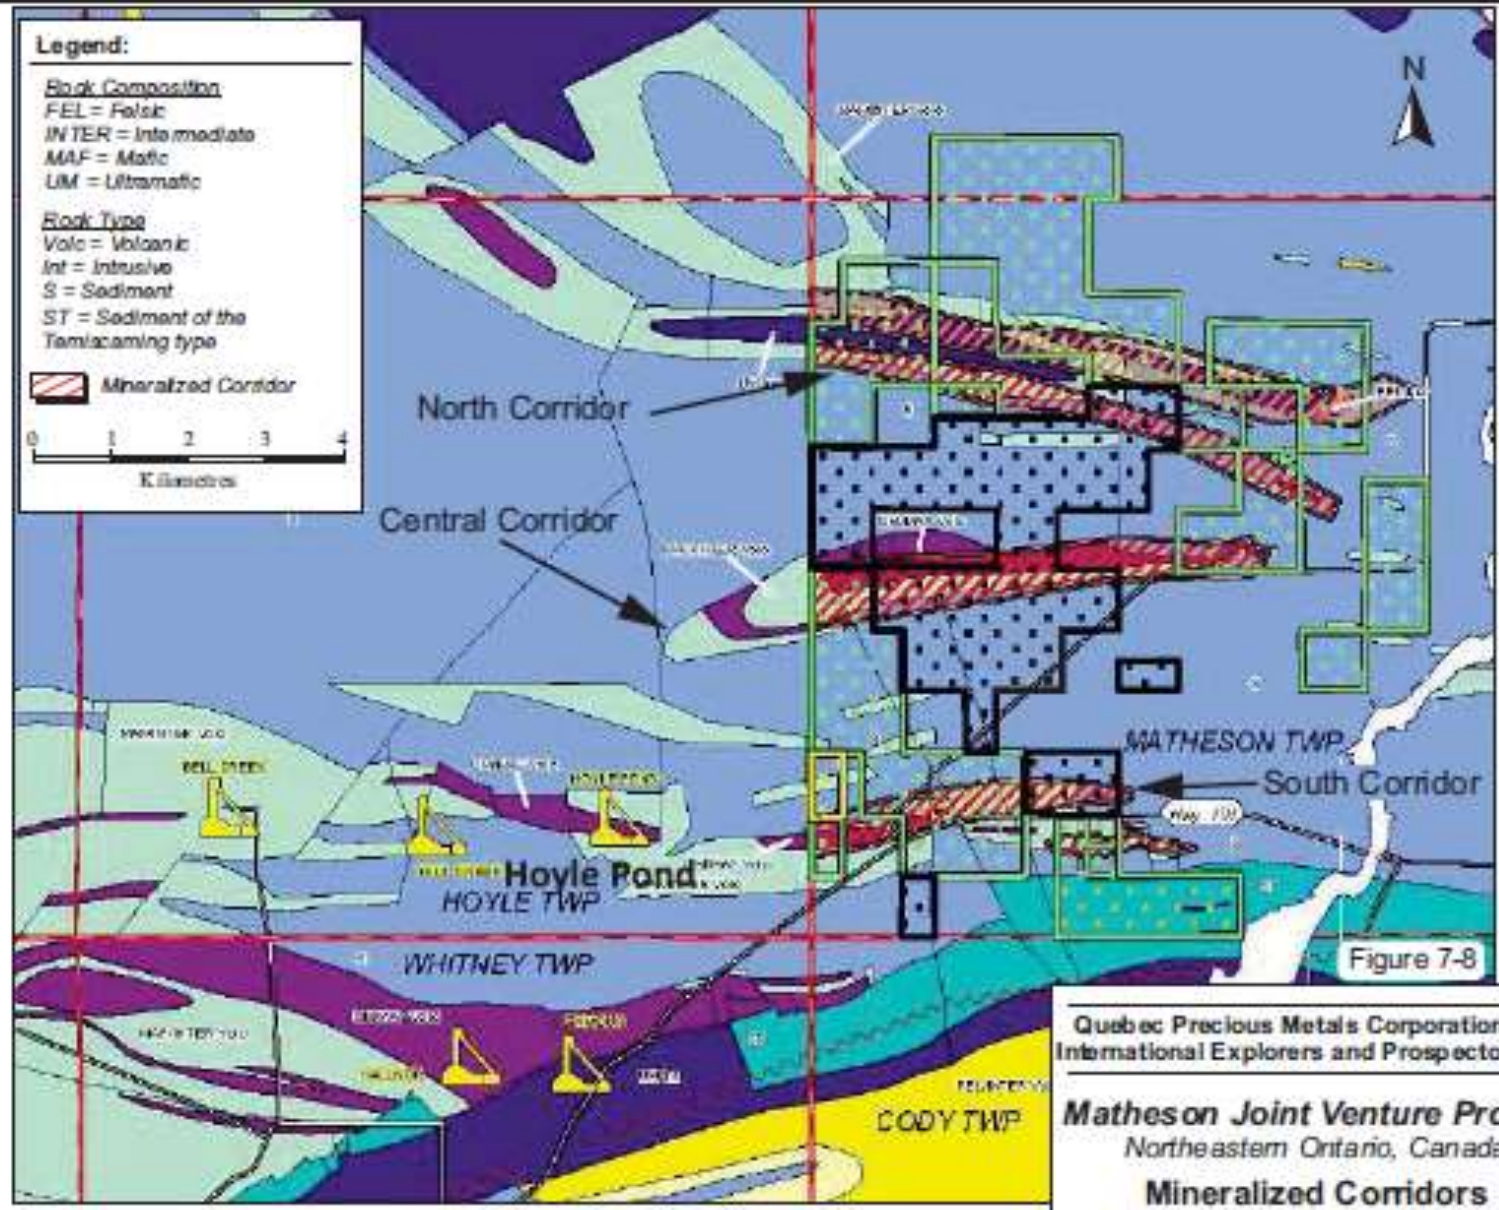 Legend:
Rock Composition
FEL = Felsic
INTER = Intermediate
MAF = Mafic
UM = Ultramafic
Rock Type
Volc = Volcanic
Int = Intrusive
S = Sediment
ST = Sediment of the
Temiscaming type
Mineralized Corridor
0 1 2 3 4
Kilometres
N
North Corridor
Central Corridor
MATHESON TWP
South Corridor
BELL CREEK
Hwy. 101
Hoyle Pond
HOYLE TWP
WHITNEY TWP
Figure 7-8
CODY TWP
Quebec Precious Metals Corporation
International Explorers and Prospecto
Matheson Joint Venture Pro
Northeastern Ontario, Canada
Mineralized Corridors